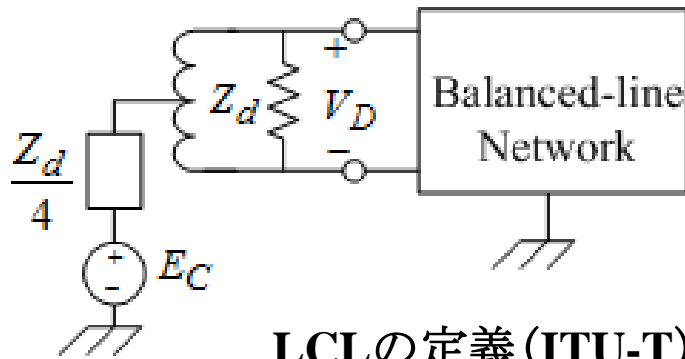 Z_d
+
V_D
−
Balanced-line
Network
Z_d
4
+
−
E_C
LCLの定義(ITU-T)